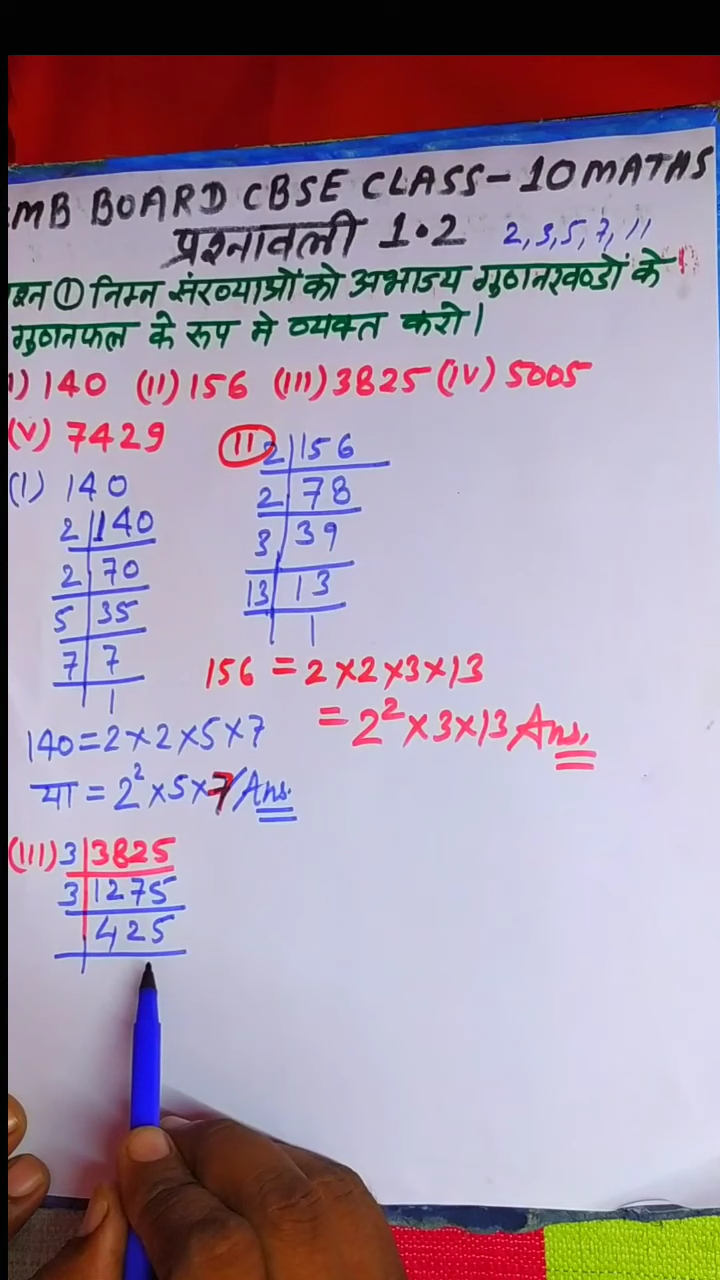 MB BOARD CBSE CLASS-10 MATHS
प्रश्नावली 1.2 2,3,5,7,11
① निम्न संख्याओं को अभाज्य गुणनखण्डों के
गुणनफल के रूप मे व्यक्त करो।
) 140 (II) 156 (III) 3825 (IV) 5005
(V) 7429
(I) 140
2 | 140
2 | 70
5 | 35
7 | 7
| 1
140=2×2×5×7
या = 2²×5×7 Ans.
II 2 | 156
2 | 78
3 | 39
13 | 13
| 1
156 = 2×2×3×13
= 2²×3×13 Ans.
(III) 3 | 3825
3 | 1275
| 425